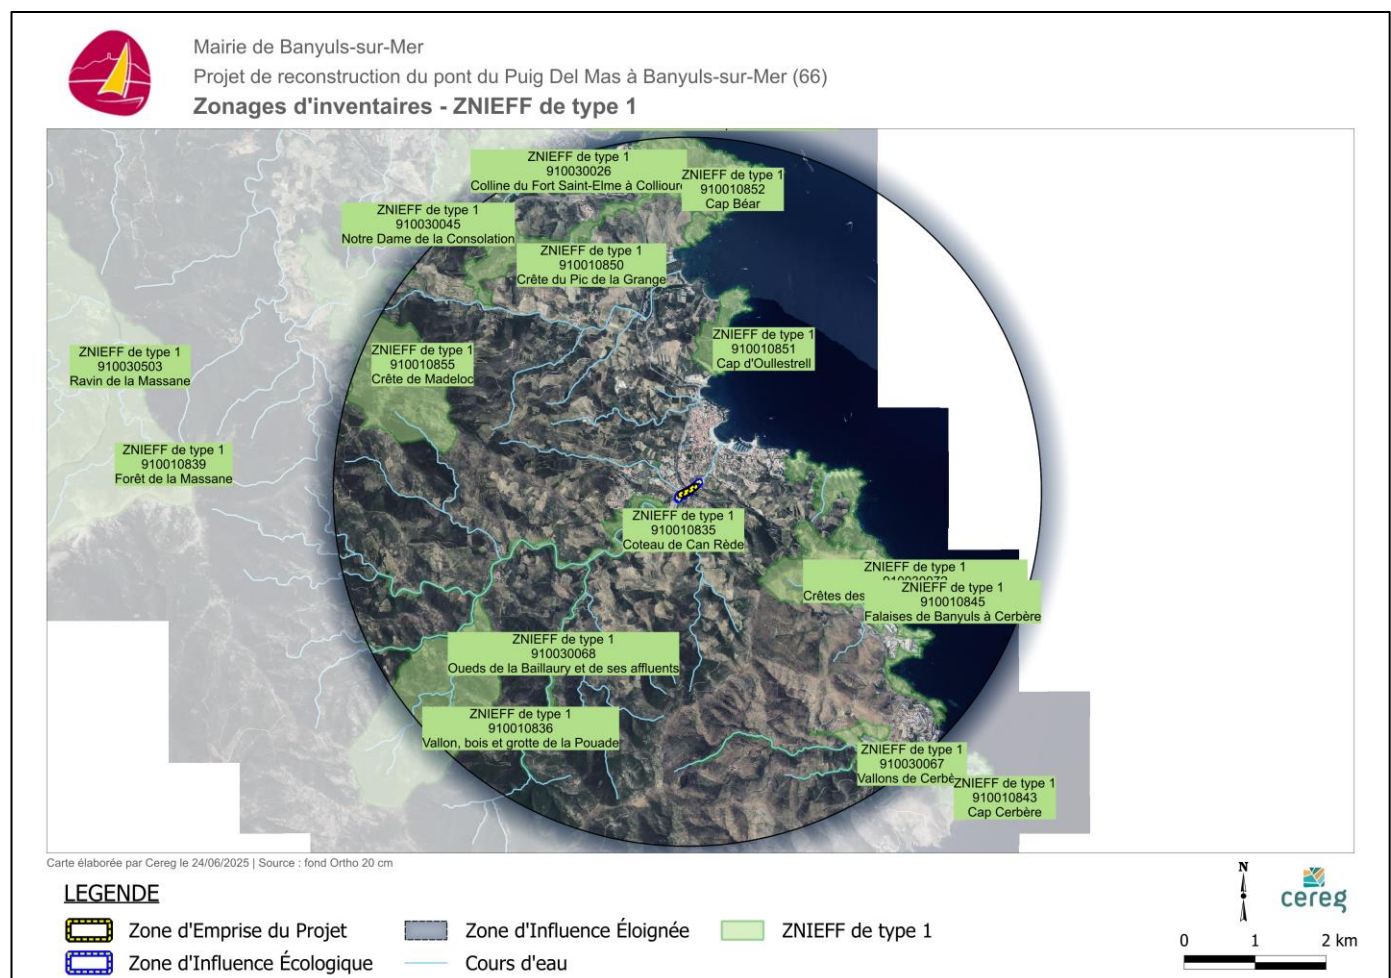 Mairie de Banyuls-sur-Mer
Projet de reconstruction du pont du Puig Del Mas à Banyuls-sur-Mer (66)
Zonages d'inventaires - ZNIEFF de type 1
ZNIEFF de type 1
910030026
Colline du Fort Saint-Elme à Collioure
ZNIEFF de type 1
910010852
Cap Béar
ZNIEFF de type 1
910030045
Notre Dame de la Consolation
ZNIEFF de type 1
910010850
Crête du Pic de la Grange
ZNIEFF de type 1
910010851
Cap d'Oullestrell
ZNIEFF de type 1
910030503
Ravin de la Massane
ZNIEFF de type 1
910010855
Crête de Madeloc
ZNIEFF de type 1
910010839
Forêt de la Massane
ZNIEFF de type 1
910010835
Coteau de Can Rède
ZNIEFF de type 1
Crêtes des
ZNIEFF de type 1
910010845
Falaises de Banyuls à Cerbère
ZNIEFF de type 1
910030068
Oueds de la Baillaury et de ses affluents
ZNIEFF de type 1
910010836
Vallon, bois et grotte de la Pouade
ZNIEFF de type 1
910030067
Vallons de
ZNIEFF de type 1
910010843
Cap Cerbère
Carte élaborée par Cereg le 24/06/2025 | Source : fond Ortho 20 cm
LEGENDE
Zone d'Emprise du Projet
Zone d'Influence Éloignée
ZNIEFF de type 1
Zone d'Influence Écologique
Cours d'eau
N
cereg
0 1 2 km